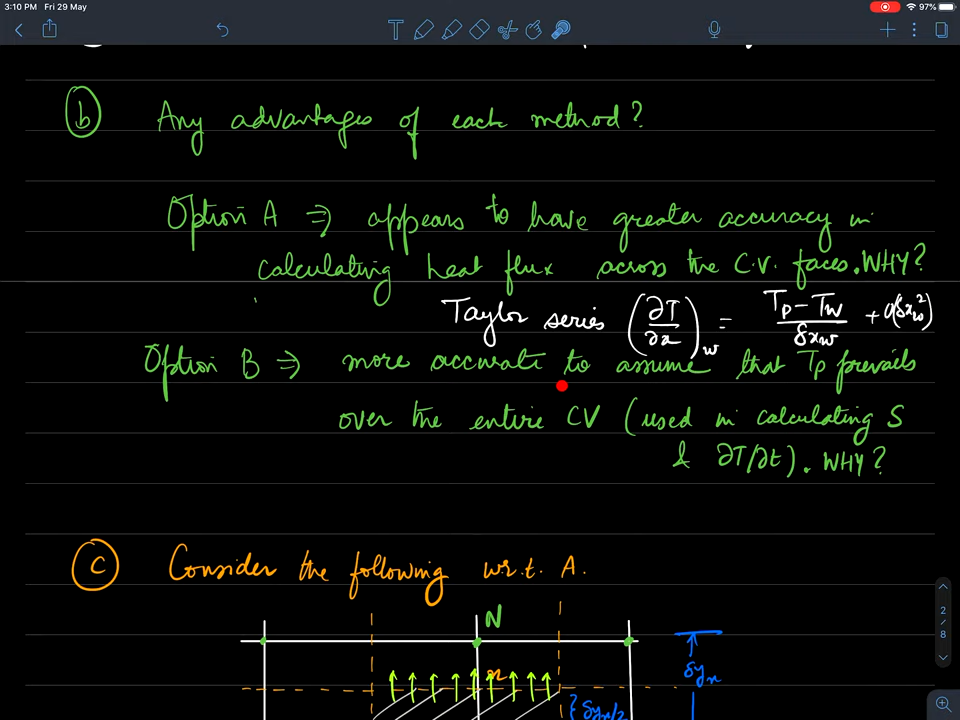 3:10 PM Fri 29 May
97%
b Any advantages of each method?
Option A ⇒ appears to have greater accuracy in
calculating heat flux across the C.V. faces. WHY?
Taylor series (∂T/∂x)w = (Tp − Tw)/δxw + O(δxw²)
Option B ⇒ more accurate to assume that Tp prevails
over the entire CV (used in calculating S
& ∂T/∂t). WHY?
c Consider the following w.r.t. A.
N
n
δyn
{δyn/2
2
/
8